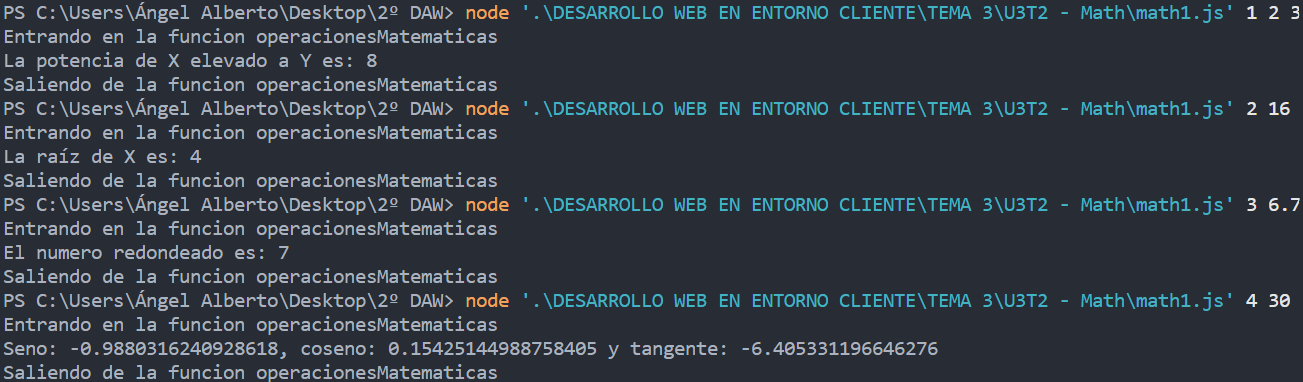 PS C:\Users\Ángel Alberto\Desktop\2º DAW> node '.\DESARROLLO WEB EN ENTORNO CLIENTE\TEMA 3\U3T2 - Math\math1.js' 1 2 3
Entrando en la funcion operacionesMatematicas
La potencia de X elevado a Y es: 8
Saliendo de la funcion operacionesMatematicas
PS C:\Users\Ángel Alberto\Desktop\2º DAW> node '.\DESARROLLO WEB EN ENTORNO CLIENTE\TEMA 3\U3T2 - Math\math1.js' 2 16
Entrando en la funcion operacionesMatematicas
La raíz de X es: 4
Saliendo de la funcion operacionesMatematicas
PS C:\Users\Ángel Alberto\Desktop\2º DAW> node '.\DESARROLLO WEB EN ENTORNO CLIENTE\TEMA 3\U3T2 - Math\math1.js' 3 6.7
Entrando en la funcion operacionesMatematicas
El numero redondeado es: 7
Saliendo de la funcion operacionesMatematicas
PS C:\Users\Ángel Alberto\Desktop\2º DAW> node '.\DESARROLLO WEB EN ENTORNO CLIENTE\TEMA 3\U3T2 - Math\math1.js' 4 30
Entrando en la funcion operacionesMatematicas
Seno: -0.9880316240928618, coseno: 0.15425144988758405 y tangente: -6.405331196646276
Saliendo de la funcion operacionesMatematicas